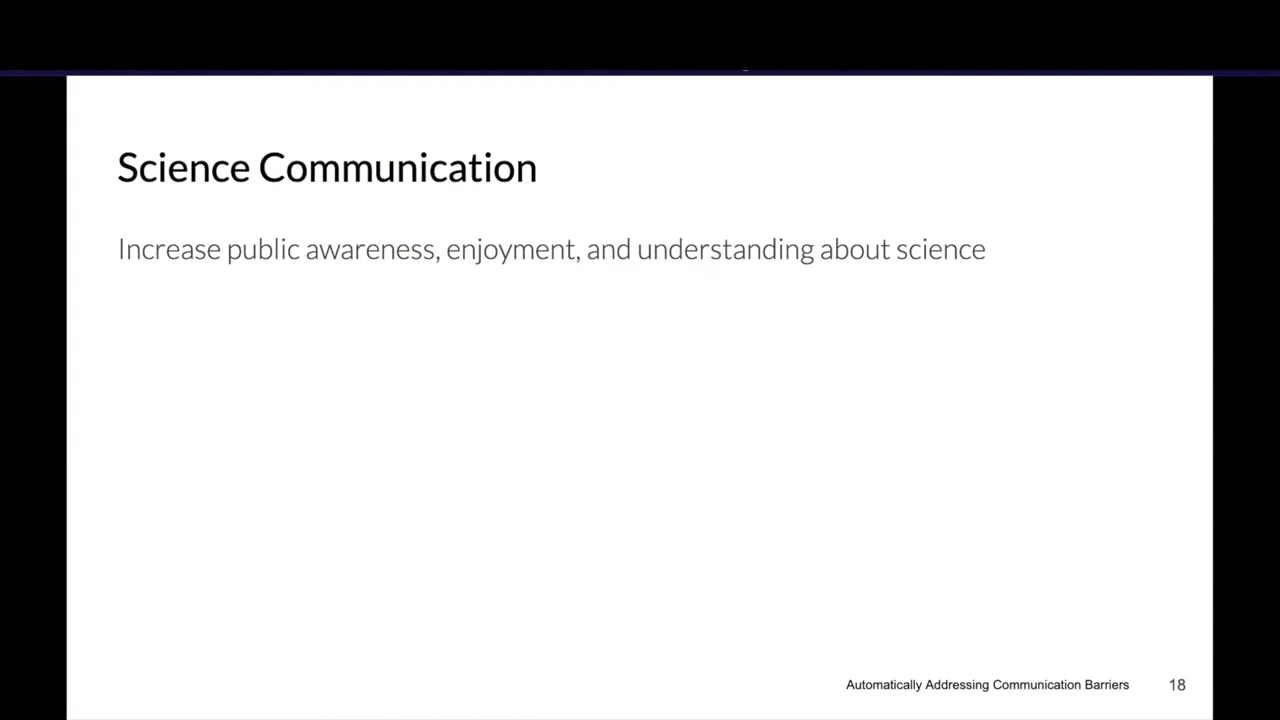 Science Communication
Increase public awareness, enjoyment, and understanding about science
Automatically Addressing Communication Barriers 18